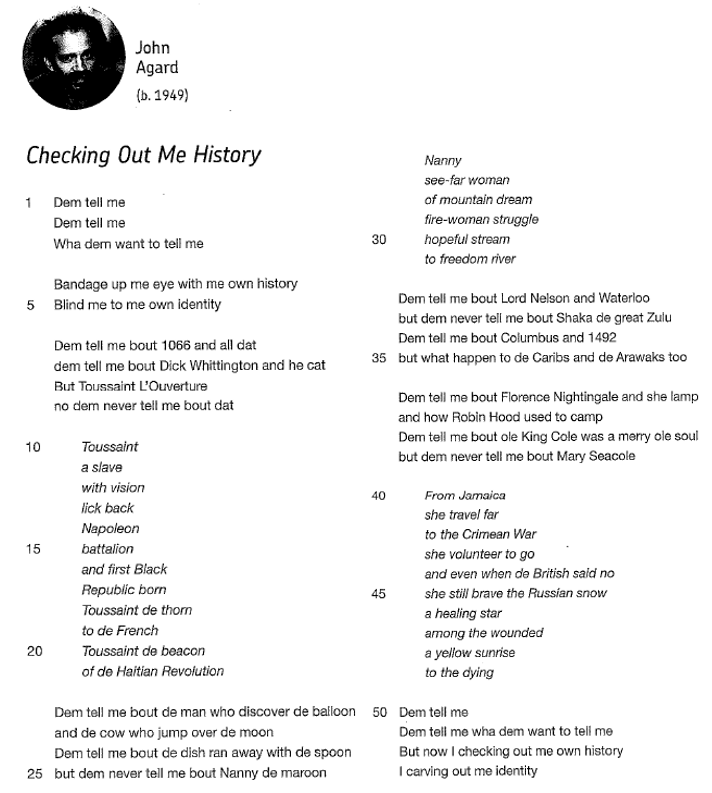 John
Agard
(b. 1949)
Checking Out Me History
1 Dem tell me
Dem tell me
Wha dem want to tell me
Bandage up me eye with me own history
5 Blind me to me own identity
Dem tell me bout 1066 and all dat
dem tell me bout Dick Whittington and he cat
But Toussaint L'Ouverture
no dem never tell me bout dat
10 Toussaint
a slave
with vision
lick back
Napoleon
15 battalion
and first Black
Republic born
Toussaint de thorn
to de French
20 Toussaint de beacon
of de Haitian Revolution
Dem tell me bout de man who discover de balloon
and de cow who jump over de moon
Dem tell me bout de dish ran away with de spoon
25 but dem never tell me bout Nanny de maroon
Nanny
see-far woman
of mountain dream
fire-woman struggle
30 hopeful stream
to freedom river
Dem tell me bout Lord Nelson and Waterloo
but dem never tell me bout Shaka de great Zulu
Dem tell me bout Columbus and 1492
35 but what happen to de Caribs and de Arawaks too
Dem tell me bout Florence Nightingale and she lamp
and how Robin Hood used to camp
Dem tell me bout ole King Cole was a merry ole soul
but dem never tell me bout Mary Seacole
40 From Jamaica
she travel far
to the Crimean War
she volunteer to go
and even when de British said no
45 she still brave the Russian snow
a healing star
among the wounded
a yellow sunrise
to the dying
50 Dem tell me
Dem tell me wha dem want to tell me
But now I checking out me own history
I carving out me identity